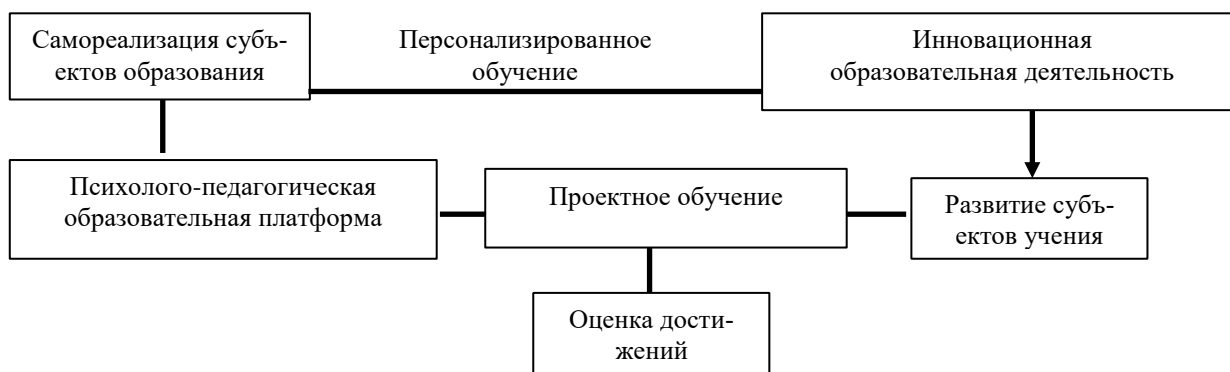 Самореализация субъ-
ектов образования
Персонализированное
обучение
Инновационная
образовательная деятельность
Психолого-педагогическая
образовательная платформа
Проектное обучение
Развитие субъ-
ектов учения
Оценка дости-
жений